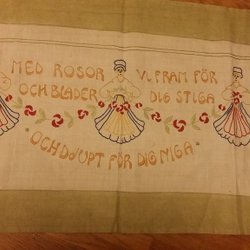 MED ROSOR
OCH BLADER
VI FRAM FÖR
DIG STIGA
· OCH DJUPT FÖR DIG NIGA ·